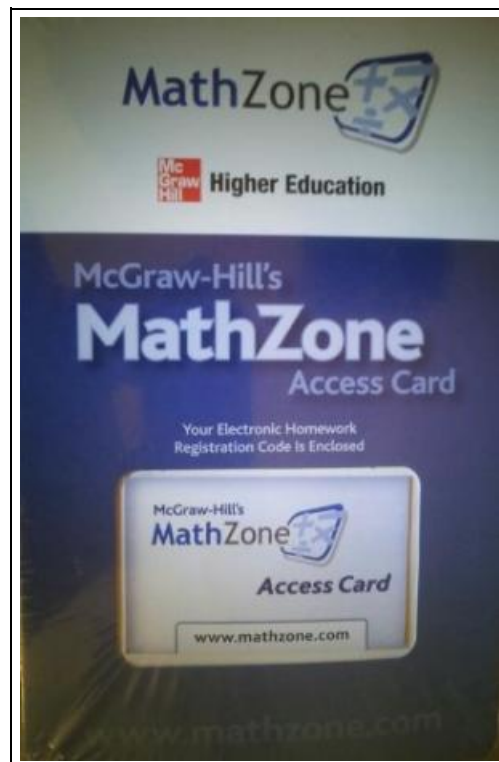 MathZone
Mc
Graw
Hill
Higher Education
McGraw-Hill's
MathZone
Access Card
Your Electronic Homework
Registration Code Is Enclosed
McGraw-Hill's
MathZone
Access Card
www.mathzone.com
www.mathzone.com